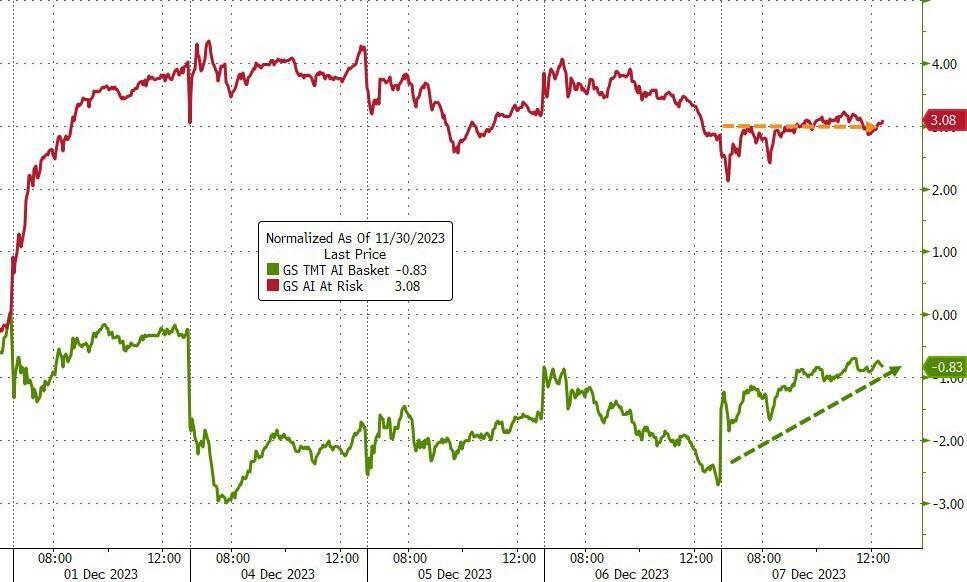 4.00
3.08
2.00
1.00
0.00
-0.83
-1.00
-2.00
-3.00
Normalized As Of 11/30/2023
Last Price
GS TMT AI Basket -0.83
GS AI At Risk 3.08
08:00 12:00 08:00 12:00 08:00 12:00 08:00 12:00 08:00 12:00
01 Dec 2023 04 Dec 2023 05 Dec 2023 06 Dec 2023 07 Dec 2023